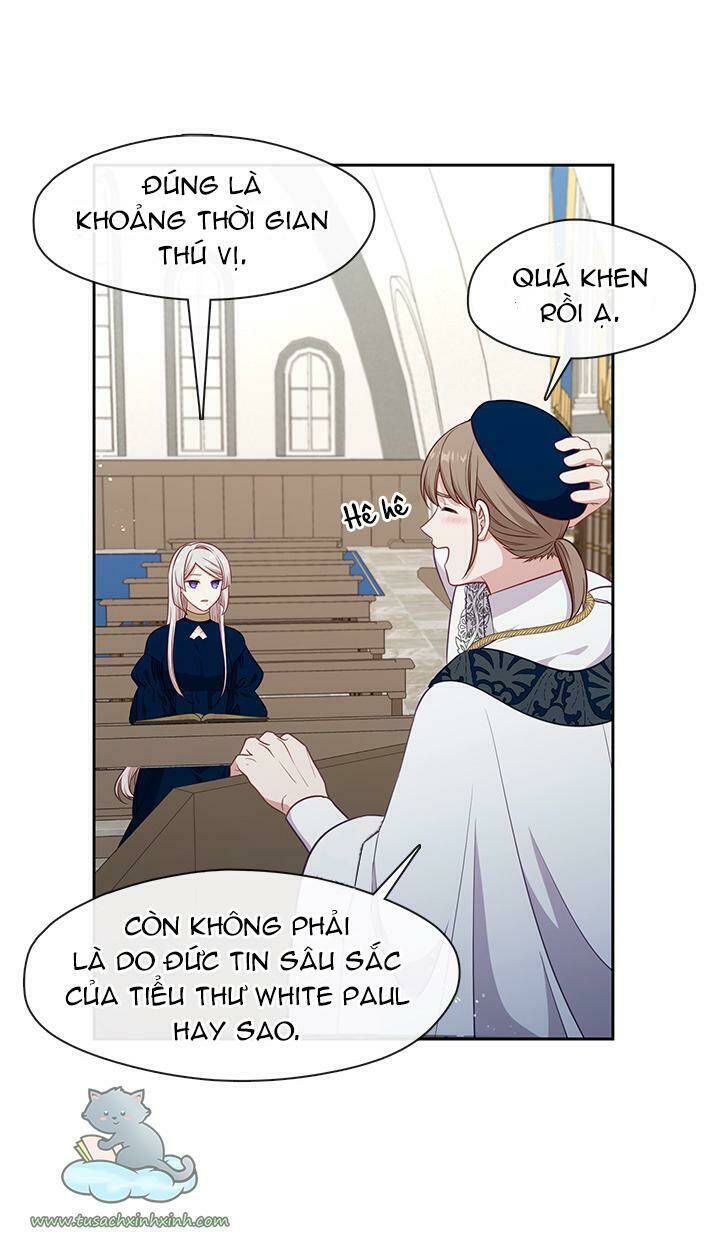 ĐÚNG LÀ
KHOẢNG THỜI GIAN
THÚ VỊ.
QUÁ KHEN
RỒI Ạ.
Hê hê
CÒN KHÔNG PHẢI
LÀ DO ĐỨC TIN SÂU SẮC
CỦA TIỂU THƯ WHITE PAUL
HAY SAO.
www.tusachxinhxinh.com